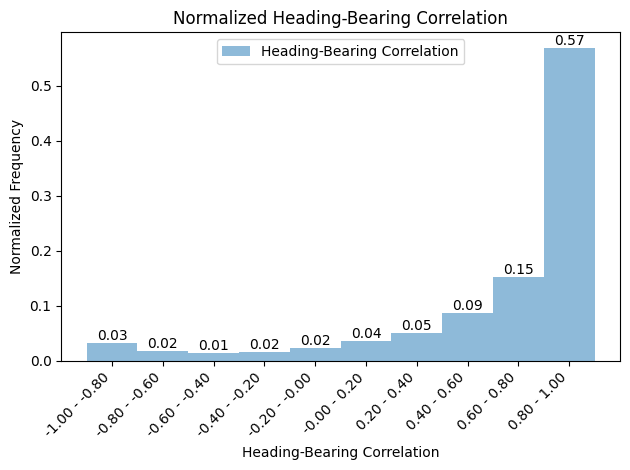 Normalized Heading-Bearing Correlation
Heading-Bearing Correlation
Normalized Frequency
0.5
0.4
0.3
0.2
0.1
0.0
0.03
0.02
0.01
0.02
0.02
0.04
0.05
0.09
0.15
0.57
-1.00 - -0.80
-0.80 - -0.60
-0.60 - -0.40
-0.40 - -0.20
-0.20 - -0.00
-0.00 - 0.20
0.20 - 0.40
0.40 - 0.60
0.60 - 0.80
0.80 - 1.00
Heading-Bearing Correlation